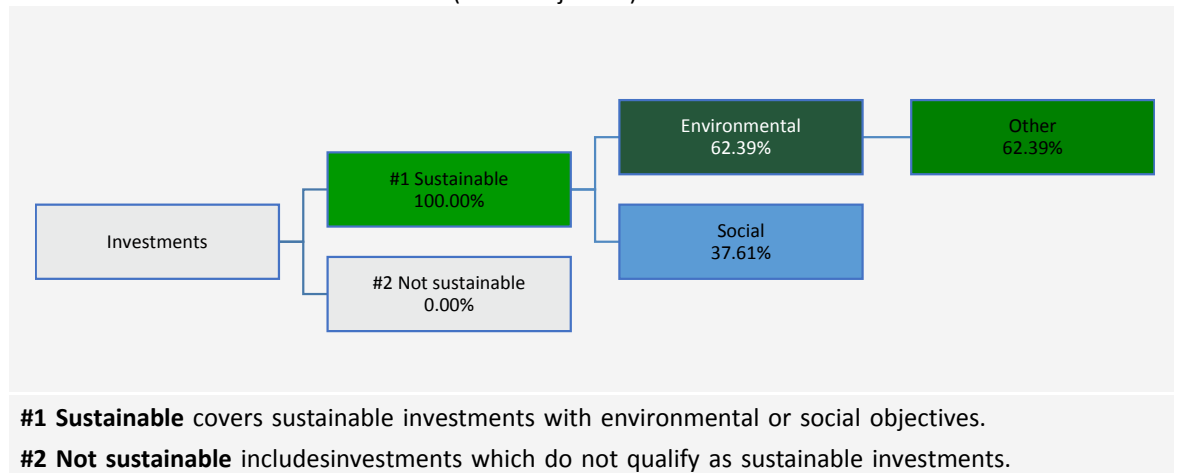 Environmental
62.39%
Other
62.39%
#1 Sustainable
100.00%
Investments
Social
37.61%
#2 Not sustainable
0.00%
#1 Sustainable covers sustainable investments with environmental or social objectives.
#2 Not sustainable includesinvestments which do not qualify as sustainable investments.